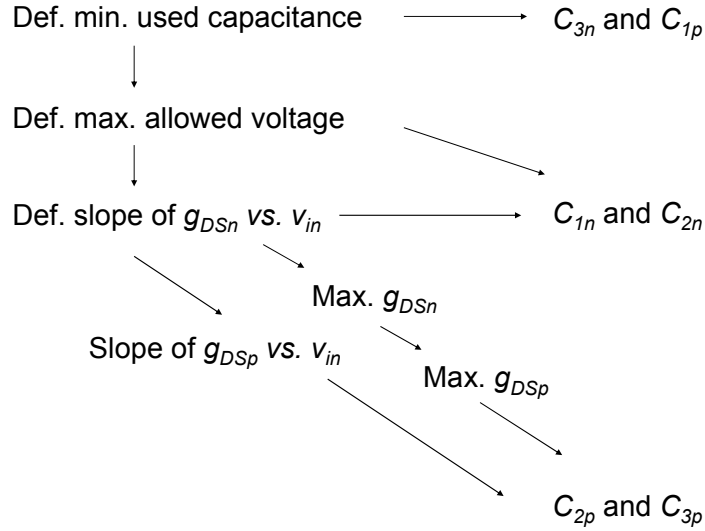 Def. min. used capacitance
C3n and C1p
Def. max. allowed voltage
Def. slope of gDSn vs. vin
C1n and C2n
Max. gDSn
Slope of gDSp vs. vin
Max. gDSp
C2p and C3p